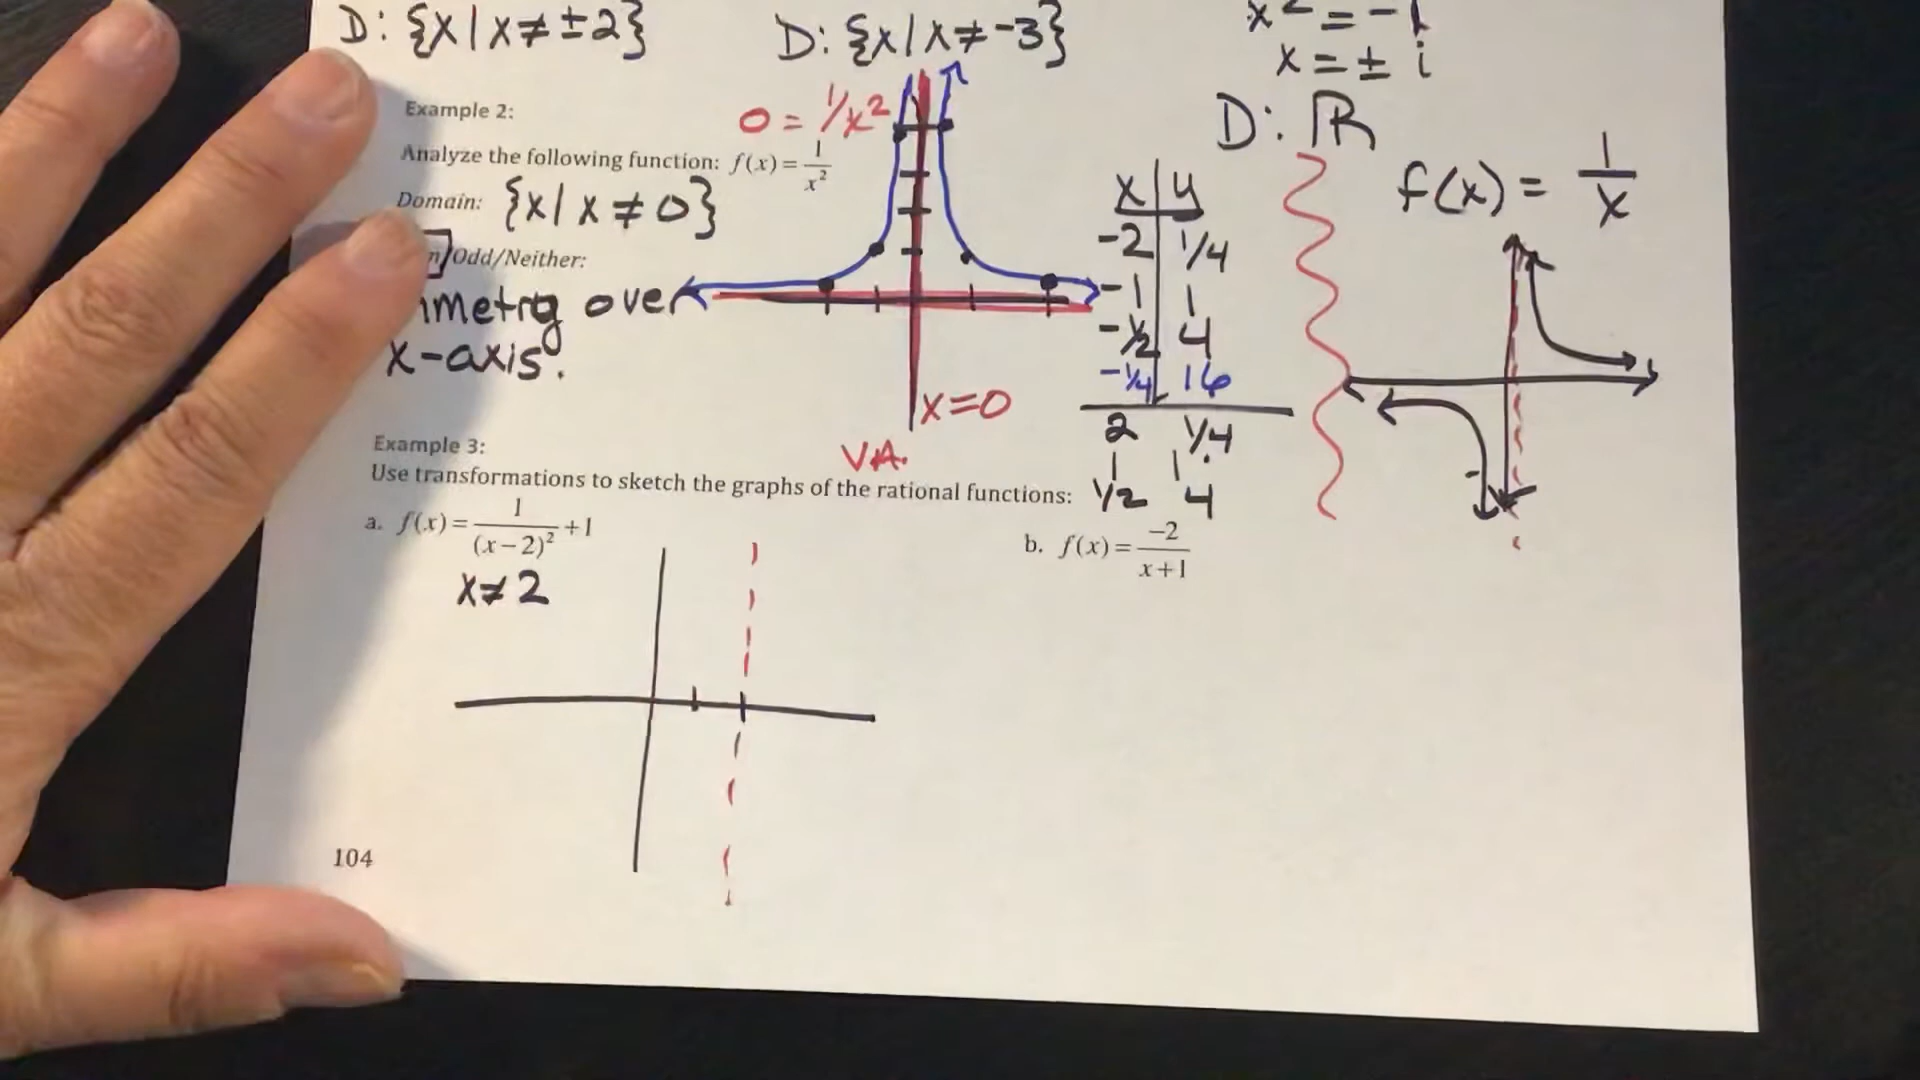 D: {x | x ≠ ±2}
D: {x | x ≠ -3}
x² = -1
x = ± i
D: ℝ
Example 2:
0 = 1/x²
Analyze the following function: f(x) = 1/x²
Domain: {x | x ≠ 0}
Odd/Neither:
over
x-axis.
x=0
V.A.
x | y
-2 | 1/4
-1 | 1
-1/2 | 4
-1/4 | 16
2 | 1/4
1 | 1
1/2 | 4
f(x) = 1/x
Example 3:
Use transformations to sketch the graphs of the rational functions:
a. f(x) = 1/(x-2)² +1
x≠2
b. f(x) = -2/(x+1)
104